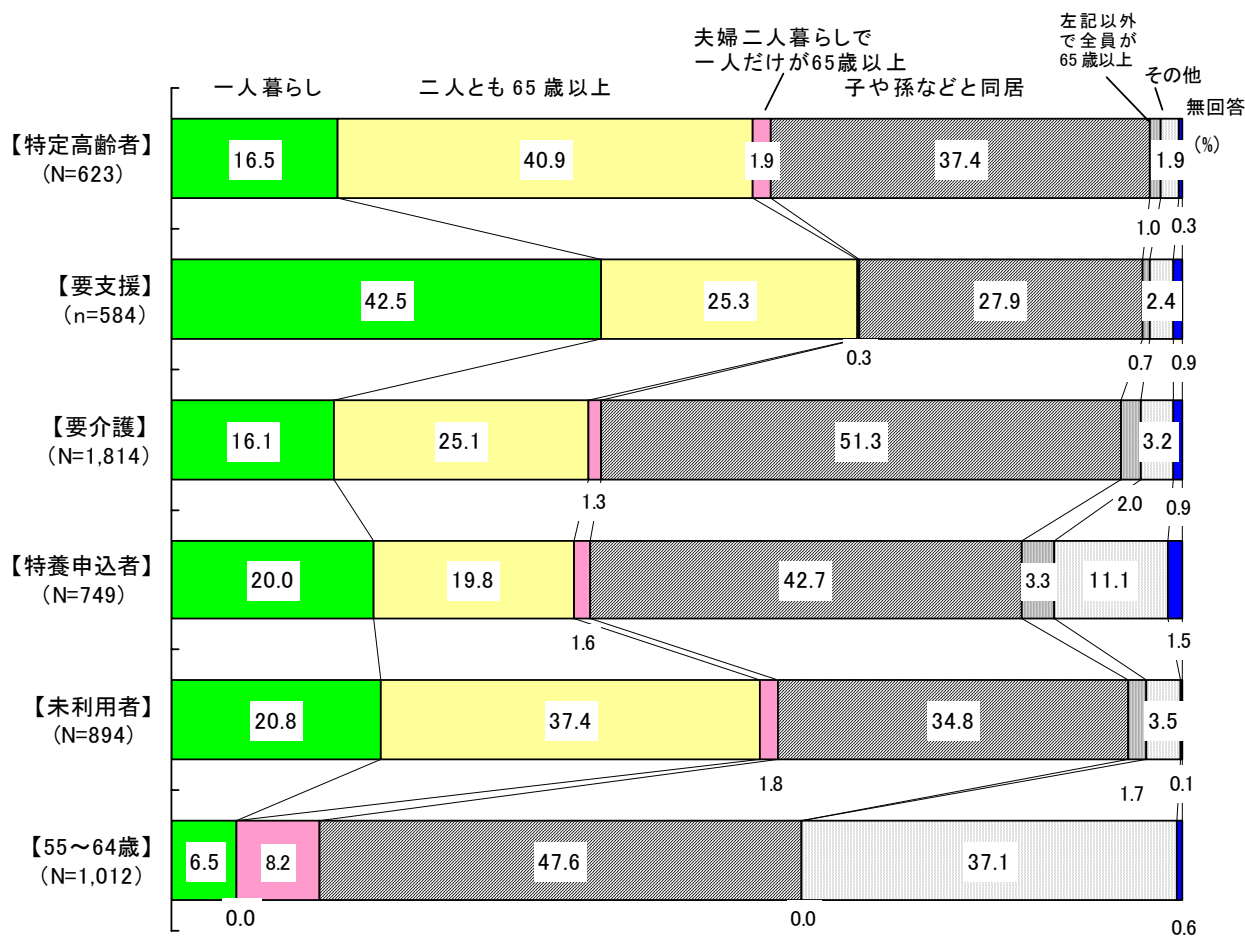 左記以外
で全員が
65歳以上
夫婦二人暮らしで
一人だけが65歳以上
その他
一人暮らし
二人とも65歳以上
子や孫などと同居
無回答
(%)
【特定高齢者】
(N=623)
16.5
40.9
1.9
37.4
1.9
1.0
0.3
【要支援】
(n=584)
42.5
25.3
27.9
2.4
0.3
0.7
0.9
【要介護】
(N=1,814)
16.1
25.1
51.3
3.2
1.3
2.0
0.9
【特養申込者】
(N=749)
20.0
19.8
42.7
3.3
11.1
1.6
1.5
【未利用者】
(N=894)
20.8
37.4
34.8
3.5
1.8
1.7
0.1
【55～64歳】
(N=1,012)
6.5
8.2
47.6
37.1
0.0
0.0
0.6